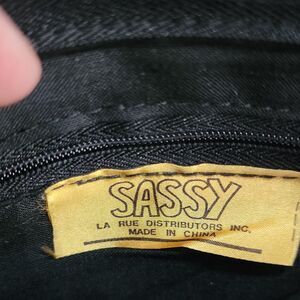 SASSY
LA RUE DISTRIBUTORS INC.
MADE IN CHINA